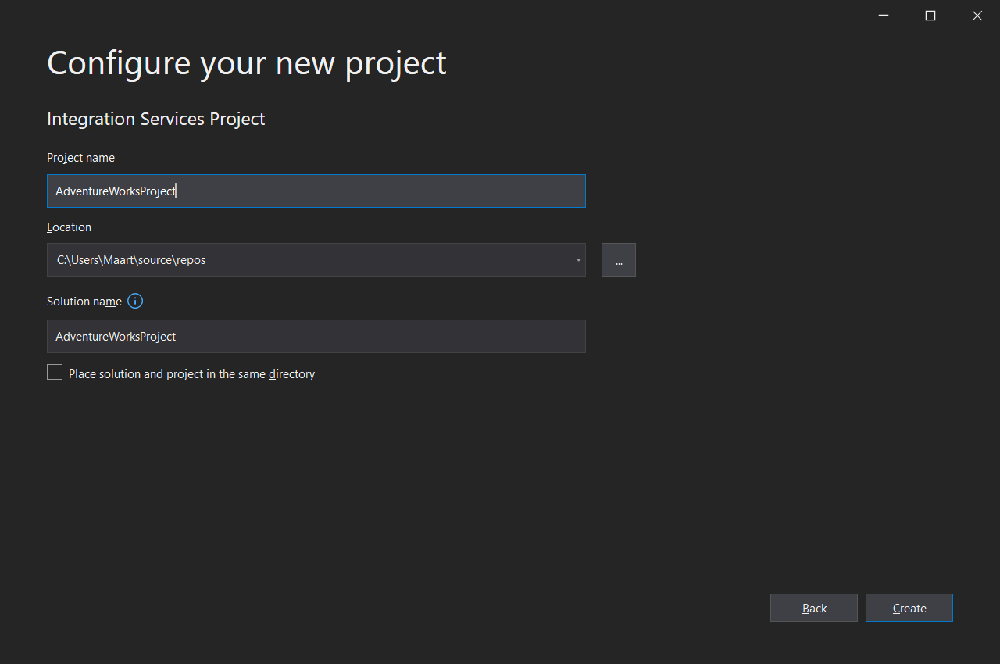 Configure your new project
Integration Services Project
Project name
AdventureWorksProject
Location
C:\Users\Maart\source\repos
...
Solution name
AdventureWorksProject
Place solution and project in the same directory
Back
Create